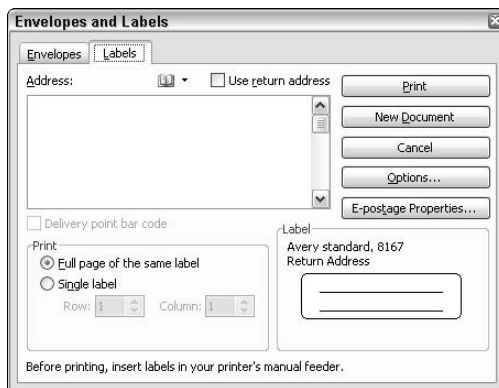 Envelopes and Labels
Envelopes Labels
Address: Use return address
Print
New Document
Cancel
Options...
E-postage Properties...
Delivery point bar code
Print
Full page of the same label
Single label
Row: 1 Column: 1
Label
Avery standard, 8167
Return Address
Before printing, insert labels in your printer's manual feeder.